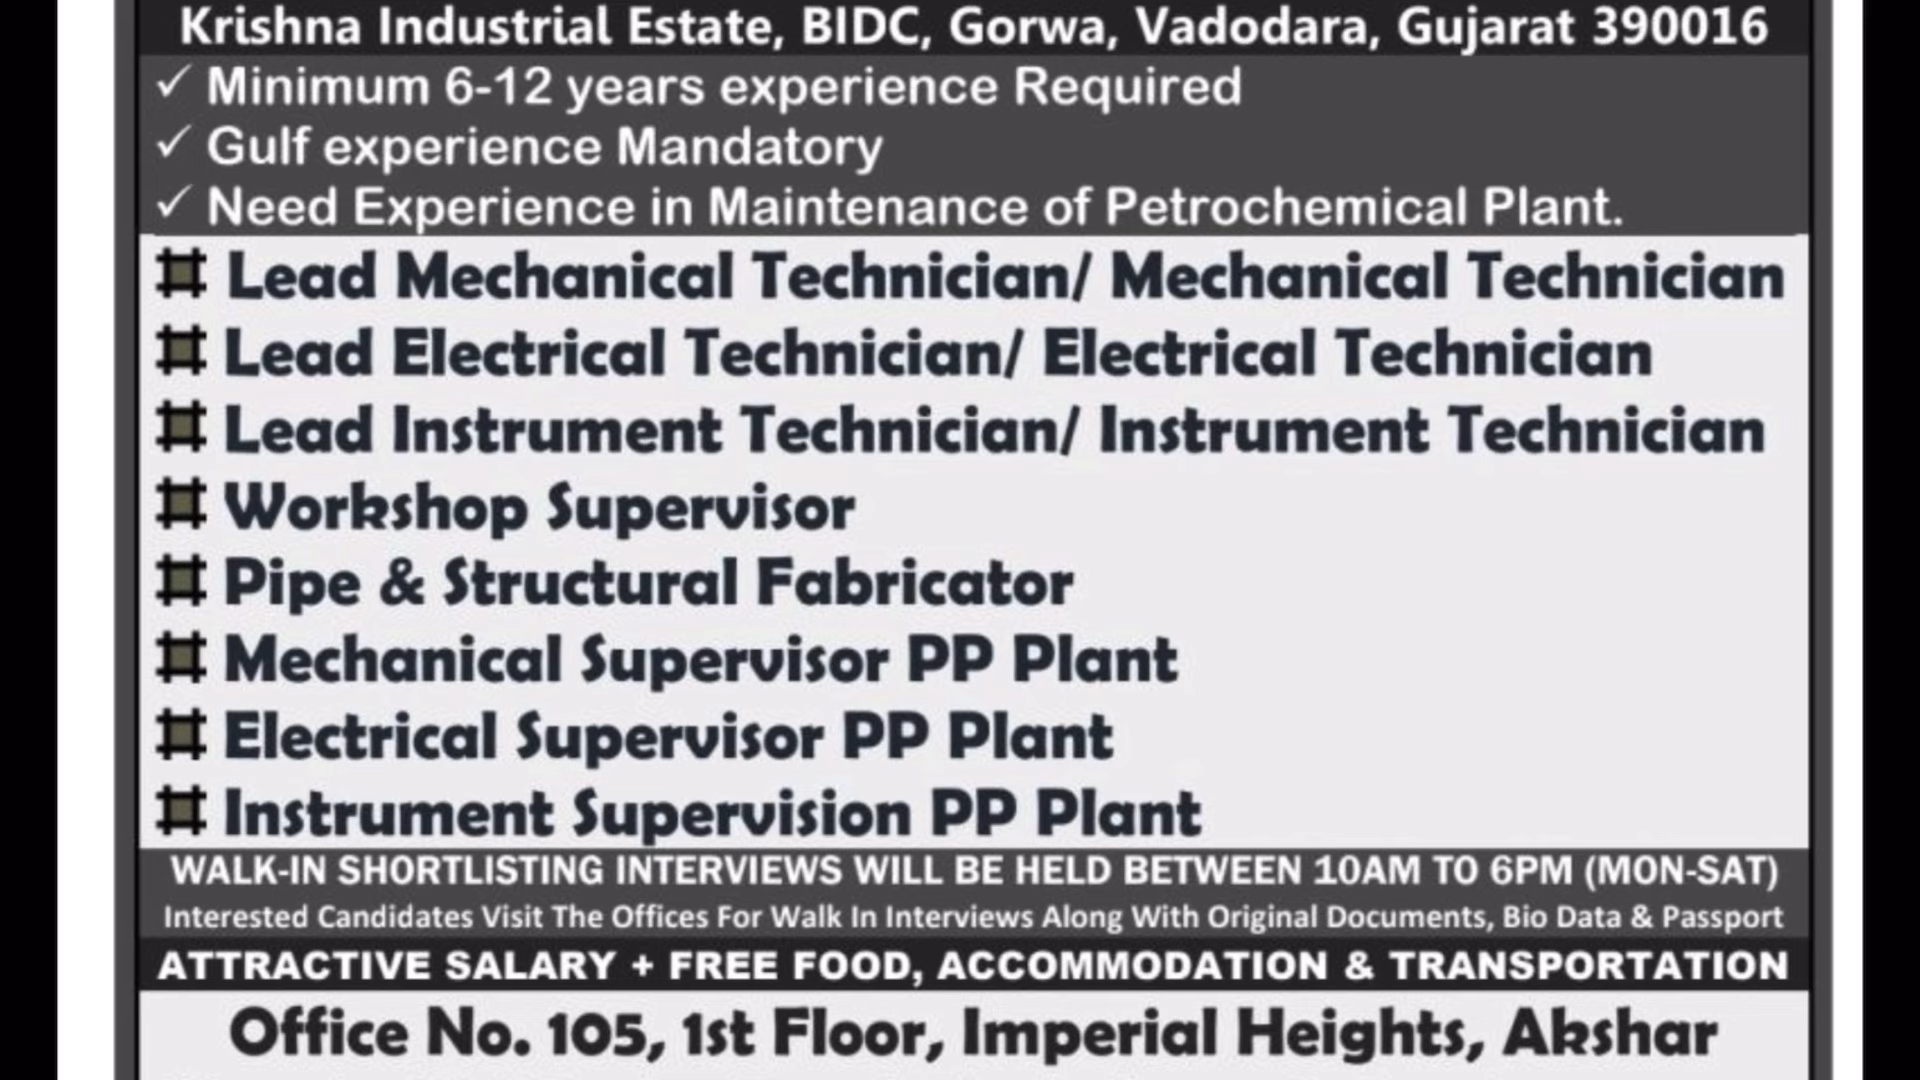 Krishna Industrial Estate, BIDC, Gorwa, Vadodara, Gujarat 390016
✓ Minimum 6-12 years experience Required
✓ Gulf experience Mandatory
✓ Need Experience in Maintenance of Petrochemical Plant.
Lead Mechanical Technician/ Mechanical Technician
Lead Electrical Technician/ Electrical Technician
Lead Instrument Technician/ Instrument Technician
Workshop Supervisor
Pipe & Structural Fabricator
Mechanical Supervisor PP Plant
Electrical Supervisor PP Plant
Instrument Supervision PP Plant
WALK-IN SHORTLISTING INTERVIEWS WILL BE HELD BETWEEN 10AM TO 6PM (MON-SAT)
Interested Candidates Visit The Offices For Walk In Interviews Along With Original Documents, Bio Data & Passport
ATTRACTIVE SALARY + FREE FOOD, ACCOMMODATION & TRANSPORTATION
Office No. 105, 1st Floor, Imperial Heights, Akshar